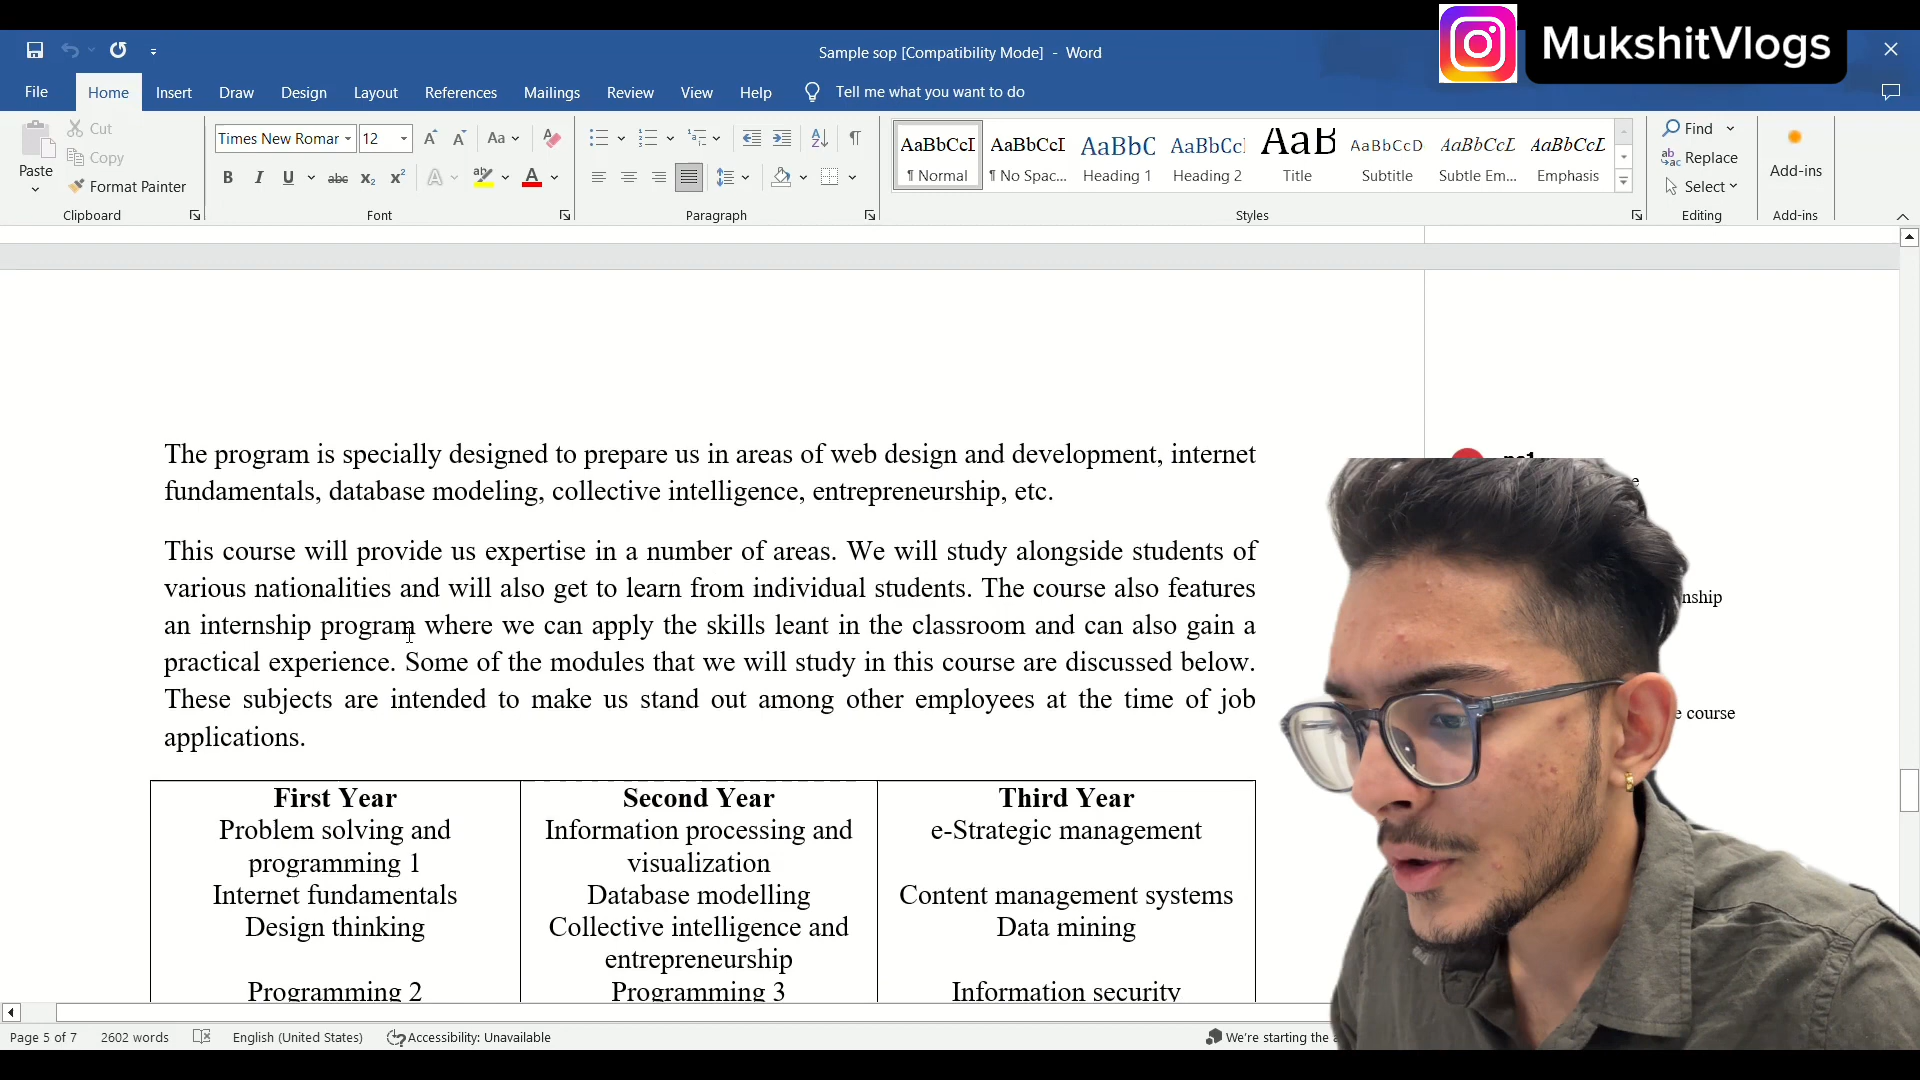 MukshitVlogs
Sample sop [Compatibility Mode] - Word
File Home Insert Draw Design Layout References Mailings Review View Help Tell me what you want to do
Paste
Cut
Copy
Format Painter
Clipboard
Times New Romar 12
Aa
B I U abc x₂ x² A ab A
Font
Paragraph
AaBbCcI AaBbCcI AaBbC AaBbCc AaB AaBbCcD AaBbCcL AaBbCcL
¶ Normal ¶ No Spac... Heading 1 Heading 2 Title Subtitle Subtle Em... Emphasis
Styles
Find
Replace
Select
Editing
Add-ins
Add-ins
The program is specially designed to prepare us in areas of web design and development, internet
fundamentals, database modeling, collective intelligence, entrepreneurship, etc.
This course will provide us expertise in a number of areas. We will study alongside students of
various nationalities and will also get to learn from individual students. The course also features
an internship program where we can apply the skills leant in the classroom and can also gain a
practical experience. Some of the modules that we will study in this course are discussed below.
These subjects are intended to make us stand out among other employees at the time of job
applications.
First Year Second Year Third Year
Problem solving and Information processing and e-Strategic management
programming 1 visualization
Internet fundamentals Database modelling Content management systems
Design thinking Collective intelligence and Data mining
entrepreneurship
Programming 2 Programming 3 Information security
nship
e course
Page 5 of 7 2602 words English (United States) Accessibility: Unavailable We're starting the